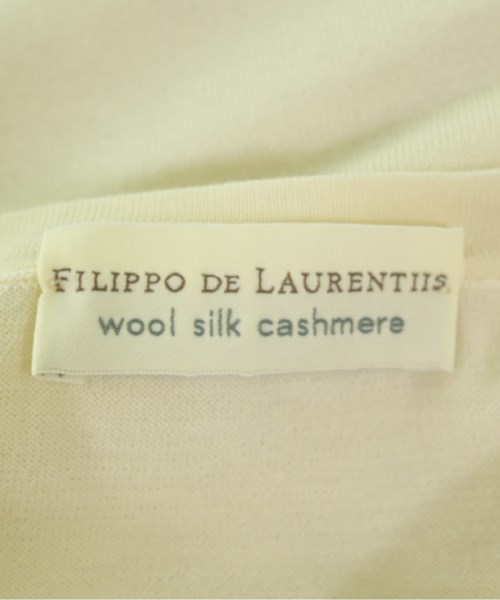 FILIPPO DE LAURENTIIS
wool silk cashmere